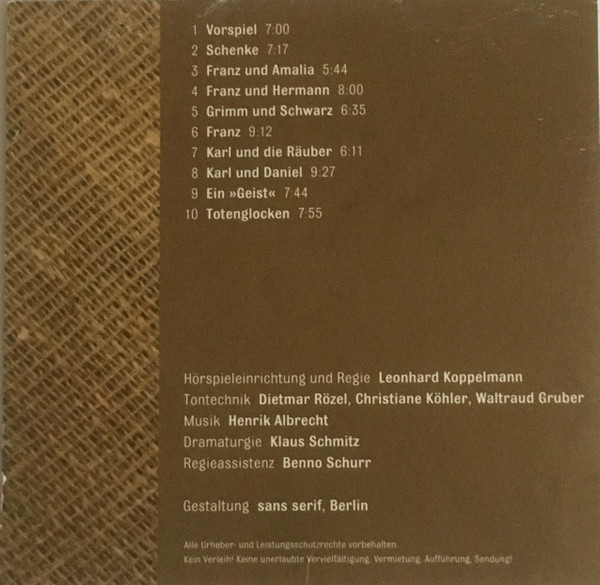 1 Vorspiel 7:00
2 Schenke 7:17
3 Franz und Amalia 5:44
4 Franz und Hermann 8:00
5 Grimm und Schwarz 6:35
6 Franz 9:12
7 Karl und die Räuber 6:11
8 Karl und Daniel 9:27
9 Ein »Geist« 7:44
10 Totenglocken 7:55
Hörspieleinrichtung und Regie Leonhard Koppelmann
Tontechnik Dietmar Rözel, Christiane Köhler, Waltraud Gruber
Musik Henrik Albrecht
Dramaturgie Klaus Schmitz
Regieassistenz Benno Schurr
Gestaltung sans serif, Berlin
Alle Urheber- und Leistungsschutzrechte vorbehalten.
Kein Verleih! Keine unerlaubte Vervielfältigung, Vermietung, Aufführung, Sendung!